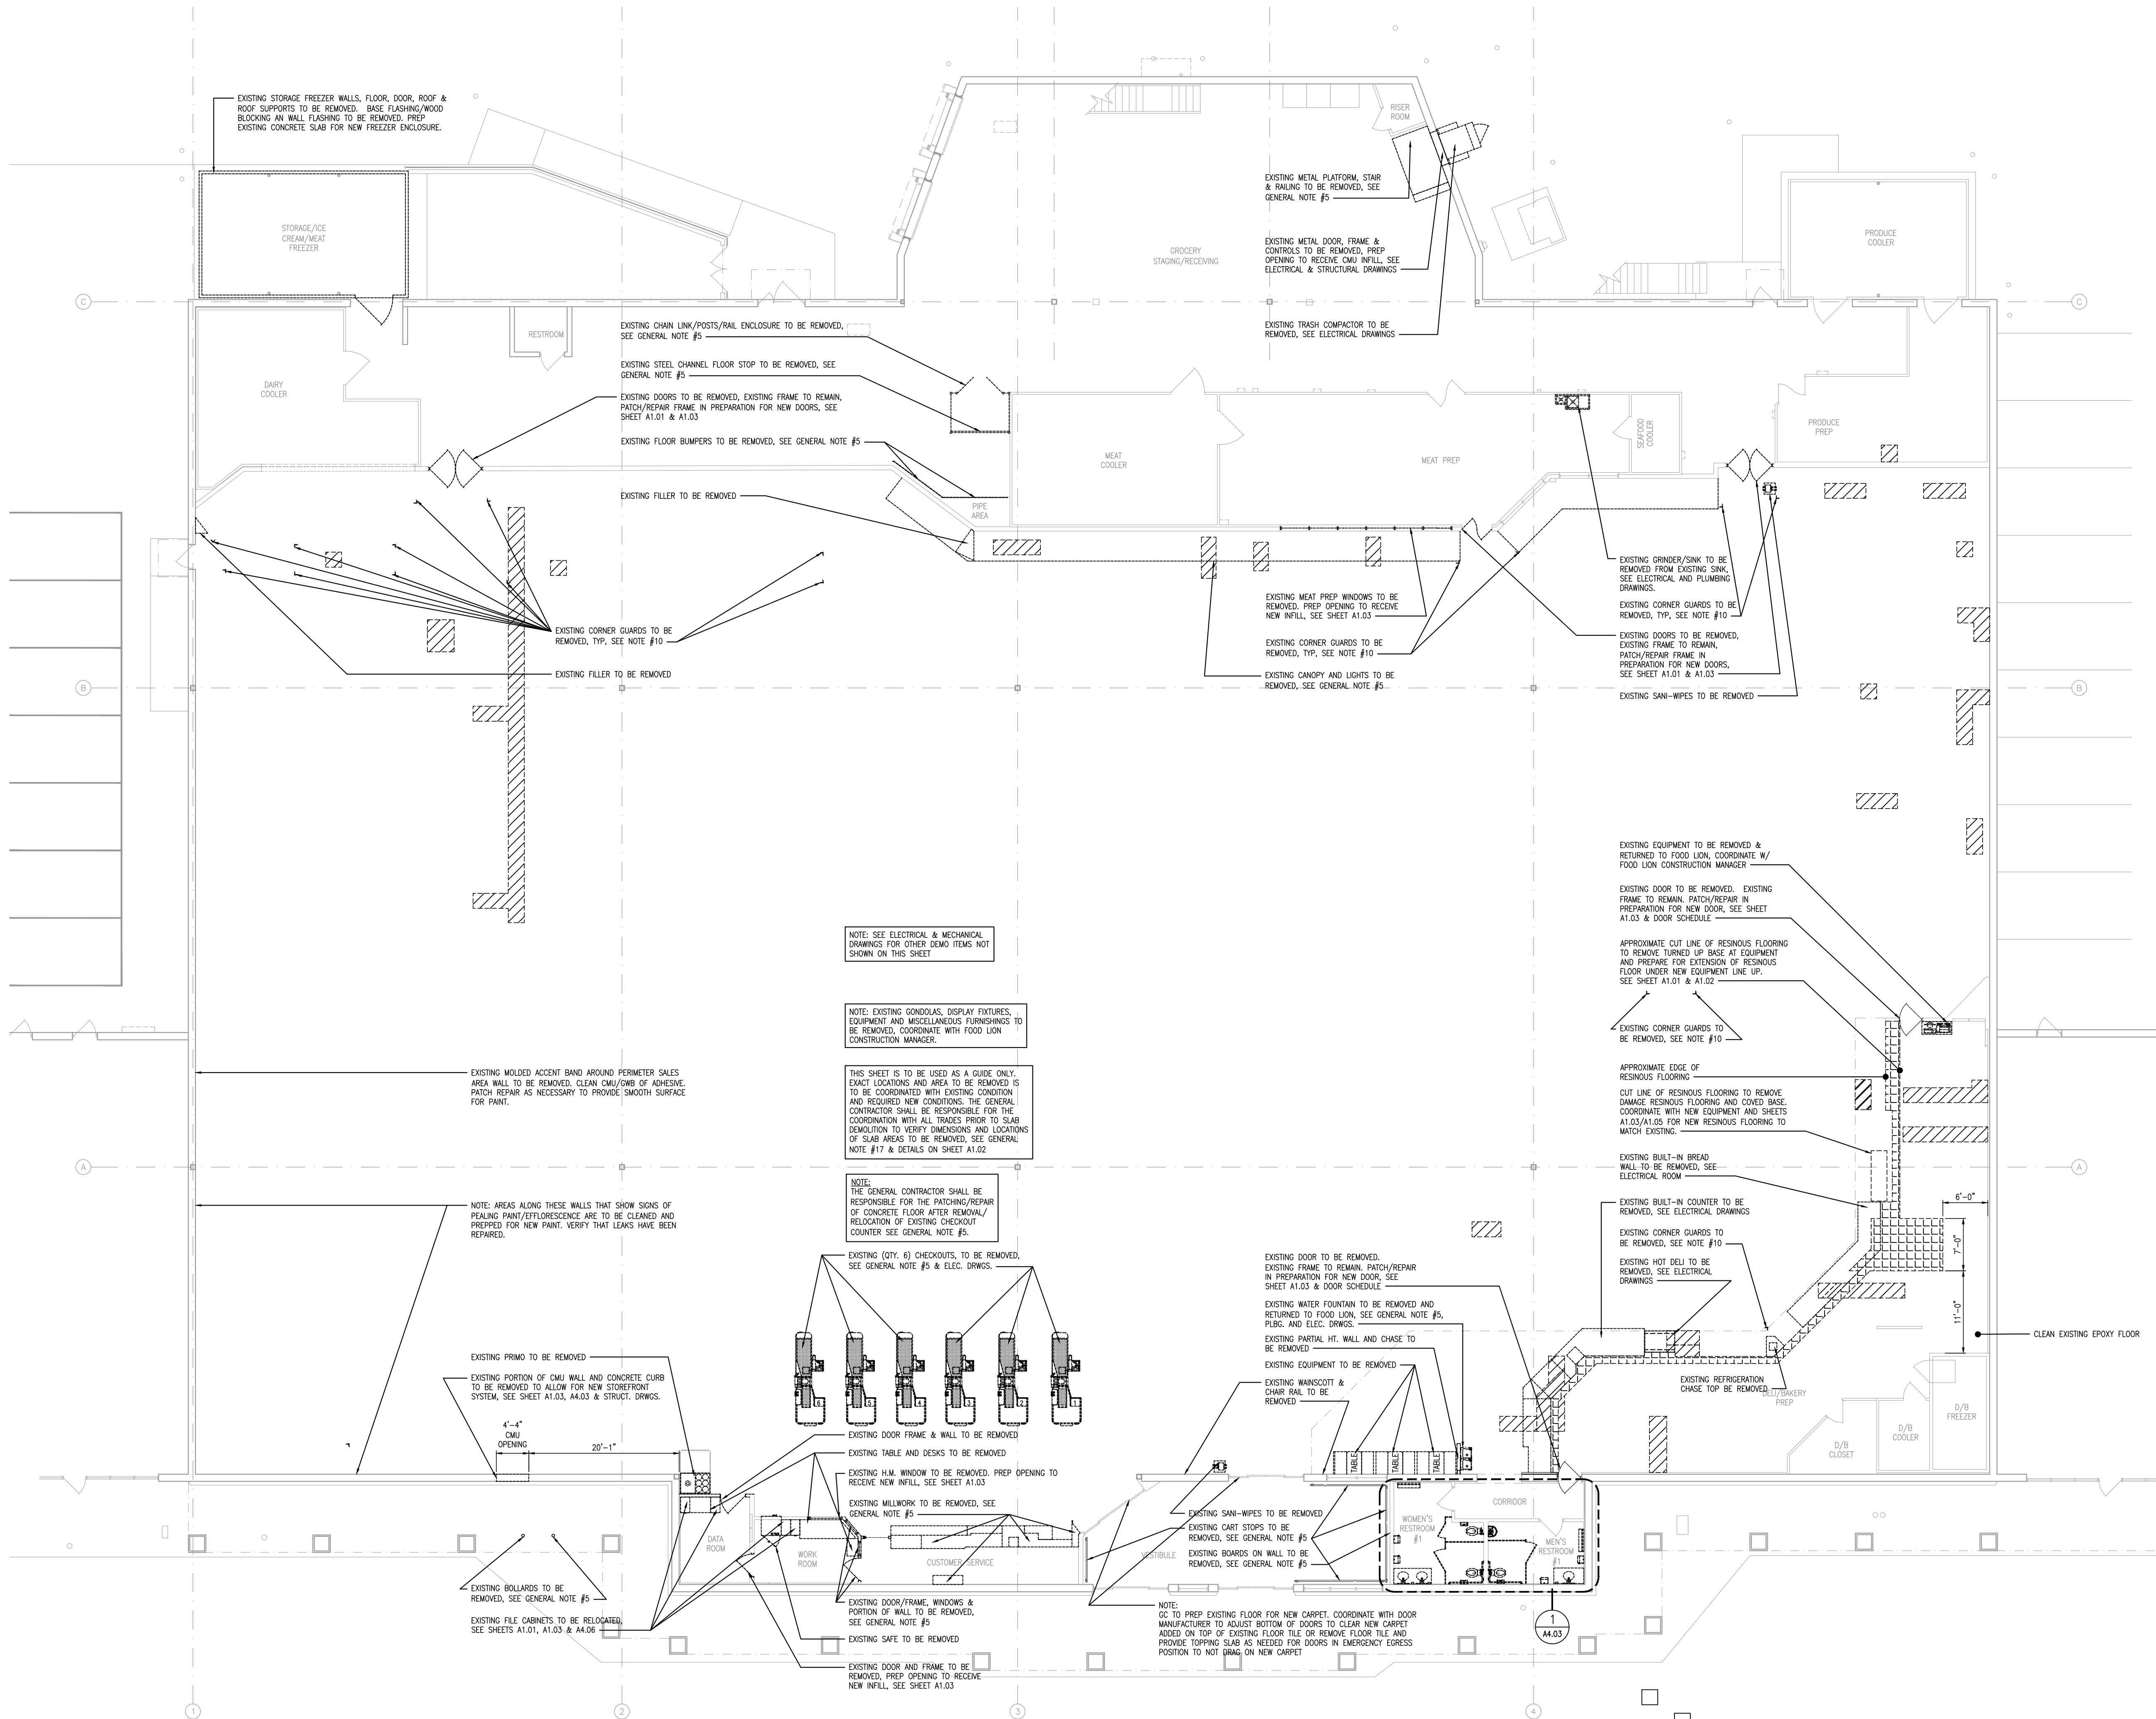 EXISTING STORAGE FREEZER WALLS, FLOOR, DOOR, ROOF &
ROOF SUPPORTS TO BE REMOVED. BASE FLASHING/WOOD
BLOCKING AN WALL FLASHING TO BE REMOVED. PREP
EXISTING CONCRETE SLAB FOR NEW FREEZER ENCLOSURE.
STORAGE/ICE
CREAM/MEAT
FREEZER
RISER
ROOM
EXISTING METAL PLATFORM, STAIR
& RAILING TO BE REMOVED, SEE
GENERAL NOTE #5
GROCERY
STAGING/RECEIVING
EXISTING METAL DOOR, FRAME &
CONTROLS TO BE REMOVED, PREP
OPENING TO RECEIVE CMU INFILL, SEE
ELECTRICAL & STRUCTURAL DRAWINGS
PRODUCE
COOLER
C
C
EXISTING CHAIN LINK/POSTS/RAIL ENCLOSURE TO BE REMOVED,
SEE GENERAL NOTE #5
EXISTING TRASH COMPACTOR TO BE
REMOVED, SEE ELECTRICAL DRAWINGS
RESTROOM
EXISTING STEEL CHANNEL FLOOR STOP TO BE REMOVED, SEE
GENERAL NOTE #5
DAIRY
COOLER
EXISTING DOORS TO BE REMOVED, EXISTING FRAME TO REMAIN,
PATCH/REPAIR FRAME IN PREPARATION FOR NEW DOORS, SEE
SHEET A1.01 & A1.03
EXISTING FLOOR BUMPERS TO BE REMOVED, SEE GENERAL NOTE #5
MEAT
COOLER
MEAT PREP
SEAFOOD
COOLER
PRODUCE
PREP
EXISTING FILLER TO BE REMOVED
PIPE
AREA
EXISTING GRINDER/SINK TO BE
REMOVED FROM EXISTING SINK,
SEE ELECTRICAL AND PLUMBING
DRAWINGS.
EXISTING MEAT PREP WINDOWS TO BE
REMOVED. PREP OPENING TO RECEIVE
NEW INFILL, SEE SHEET A1.03
EXISTING CORNER GUARDS TO BE
REMOVED, TYP, SEE NOTE #10
EXISTING CORNER GUARDS TO BE
REMOVED, TYP, SEE NOTE #10
EXISTING CORNER GUARDS TO BE
REMOVED, TYP, SEE NOTE #10
EXISTING DOORS TO BE REMOVED,
EXISTING FRAME TO REMAIN,
PATCH/REPAIR FRAME IN
PREPARATION FOR NEW DOORS,
SEE SHEET A1.01 & A1.03
EXISTING FILLER TO BE REMOVED
EXISTING CANOPY AND LIGHTS TO BE
REMOVED, SEE GENERAL NOTE #5
EXISTING SANI-WIPES TO BE REMOVED
B
B
EXISTING EQUIPMENT TO BE REMOVED &
RETURNED TO FOOD LION, COORDINATE W/
FOOD LION CONSTRUCTION MANAGER
EXISTING DOOR TO BE REMOVED. EXISTING
FRAME TO REMAIN. PATCH/REPAIR IN
PREPARATION FOR NEW DOOR, SEE SHEET
A1.03 & DOOR SCHEDULE
NOTE: SEE ELECTRICAL & MECHANICAL
DRAWINGS FOR OTHER DEMO ITEMS NOT
SHOWN ON THIS SHEET
APPROXIMATE CUT LINE OF RESINOUS FLOORING
TO REMOVE TURNED UP BASE AT EQUIPMENT
AND PREPARE FOR EXTENSION OF RESINOUS
FLOOR UNDER NEW EQUIPMENT LINE UP.
SEE SHEET A1.01 & A1.02
NOTE: EXISTING GONDOLAS, DISPLAY FIXTURES,
EQUIPMENT AND MISCELLANEOUS FURNISHINGS TO
BE REMOVED, COORDINATE WITH FOOD LION
CONSTRUCTION MANAGER.
EXISTING CORNER GUARDS TO
BE REMOVED, SEE NOTE #10
EXISTING MOLDED ACCENT BAND AROUND PERIMETER SALES
AREA WALL TO BE REMOVED. CLEAN CMU/GWB OF ADHESIVE.
PATCH REPAIR AS NECESSARY TO PROVIDE SMOOTH SURFACE
FOR PAINT.
THIS SHEET IS TO BE USED AS A GUIDE ONLY.
EXACT LOCATIONS AND AREA TO BE REMOVED IS
TO BE COORDINATED WITH EXISTING CONDITION
AND REQUIRED NEW CONDITIONS. THE GENERAL
CONTRACTOR SHALL BE RESPONSIBLE FOR THE
COORDINATION WITH ALL TRADES PRIOR TO SLAB
DEMOLITION TO VERIFY DIMENSIONS AND LOCATIONS
OF SLAB AREAS TO BE REMOVED, SEE GENERAL
NOTE #17 & DETAILS ON SHEET A1.02
APPROXIMATE EDGE OF
RESINOUS FLOORING
CUT LINE OF RESINOUS FLOORING TO REMOVE
DAMAGE RESINOUS FLOORING AND COVED BASE.
COORDINATE WITH NEW EQUIPMENT AND SHEETS
A1.03/A1.05 FOR NEW RESINOUS FLOORING TO
MATCH EXISTING.
A
A
EXISTING BUILT-IN BREAD
WALL TO BE REMOVED, SEE
ELECTRICAL ROOM
NOTE:
THE GENERAL CONTRACTOR SHALL BE
RESPONSIBLE FOR THE PATCHING/REPAIR
OF CONCRETE FLOOR AFTER REMOVAL/
RELOCATION OF EXISTING CHECKOUT
COUNTER SEE GENERAL NOTE #5.
NOTE: AREAS ALONG THESE WALLS THAT SHOW SIGNS OF
PEALING PAINT/EFFLORESCENCE ARE TO BE CLEANED AND
PREPPED FOR NEW PAINT. VERIFY THAT LEAKS HAVE BEEN
REPAIRED.
EXISTING BUILT-IN COUNTER TO BE
REMOVED, SEE ELECTRICAL DRAWINGS
6'-0"
EXISTING CORNER GUARDS TO
BE REMOVED, SEE NOTE #10
7'-0"
EXISTING (QTY. 6) CHECKOUTS, TO BE REMOVED,
SEE GENERAL NOTE #5 & ELEC. DRWGS.
EXISTING DOOR TO BE REMOVED.
EXISTING FRAME TO REMAIN. PATCH/REPAIR
IN PREPARATION FOR NEW DOOR, SEE
SHEET A1.03 & DOOR SCHEDULE
EXISTING HOT DELI TO BE
REMOVED, SEE ELECTRICAL
DRAWINGS
11'-0"
EXISTING WATER FOUNTAIN TO BE REMOVED AND
RETURNED TO FOOD LION, SEE GENERAL NOTE #5,
PLBG. AND ELEC. DRWGS.
CLEAN EXISTING EPOXY FLOOR
EXISTING PARTIAL HT. WALL AND CHASE TO
BE REMOVED
EXISTING PRIMO TO BE REMOVED
EXISTING EQUIPMENT TO BE REMOVED
EXISTING PORTION OF CMU WALL AND CONCRETE CURB
TO BE REMOVED TO ALLOW FOR NEW STOREFRONT
SYSTEM, SEE SHEET A1.03, A4.03 & STRUCT. DRWGS.
EXISTING WAINSCOTT &
CHAIR RAIL TO BE
REMOVED
EXISTING REFRIGERATION
CHASE TOP BE REMOVED
DELI/BAKERY
PREP
6
5
4
3
2
1
D/B
FREEZER
4'-4"
CMU
OPENING
20'-1"
EXISTING DOOR FRAME & WALL TO BE REMOVED
D/B
COOLER
D/B
CLOSET
EXISTING TABLE AND DESKS TO BE REMOVED
TABLE
TABLE
TABLE
EXISTING H.M. WINDOW TO BE REMOVED. PREP OPENING TO
RECEIVE NEW INFILL, SEE SHEET A1.03
EXISTING MILLWORK TO BE REMOVED, SEE
GENERAL NOTE #5
CORRIDOR
EXISTING SANI-WIPES TO BE REMOVED
EXISTING CART STOPS TO BE
REMOVED, SEE GENERAL NOTE #5
WOMEN'S
RESTROOM
#1
DATA
ROOM
WORK
ROOM
CUSTOMER SERVICE
VESTIBULE
EXISTING BOARDS ON WALL TO BE
REMOVED, SEE GENERAL NOTE #5
MEN'S
RESTROOM
#1
EXISTING BOLLARDS TO BE
REMOVED, SEE GENERAL NOTE #5
EXISTING DOOR/FRAME, WINDOWS &
PORTION OF WALL TO BE REMOVED,
SEE GENERAL NOTE #5
NOTE:
GC TO PREP EXISTING FLOOR FOR NEW CARPET. COORDINATE WITH DOOR
MANUFACTURER TO ADJUST BOTTOM OF DOORS TO CLEAR NEW CARPET
ADDED ON TOP OF EXISTING FLOOR TILE OR REMOVE FLOOR TILE AND
PROVIDE TOPPING SLAB AS NEEDED FOR DOORS IN EMERGENCY EGRESS
POSITION TO NOT DRAG ON NEW CARPET
1
A4.03
EXISTING FILE CABINETS TO BE RELOCATED,
SEE SHEETS A1.01, A1.03 & A4.06
EXISTING SAFE TO BE REMOVED
EXISTING DOOR AND FRAME TO BE
REMOVED, PREP OPENING TO RECEIVE
NEW INFILL, SEE SHEET A1.03
1
2
3
4